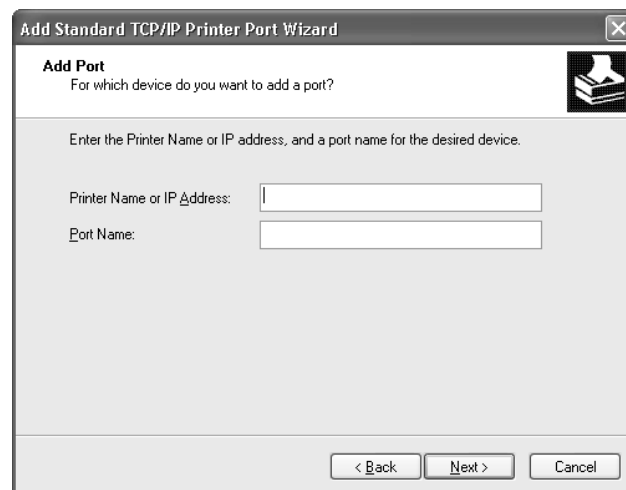 Add Standard TCP/IP Printer Port Wizard
Add Port
For which device do you want to add a port?
Enter the Printer Name or IP address, and a port name for the desired device.
Printer Name or IP Address:
Port Name:
< Back Next > Cancel